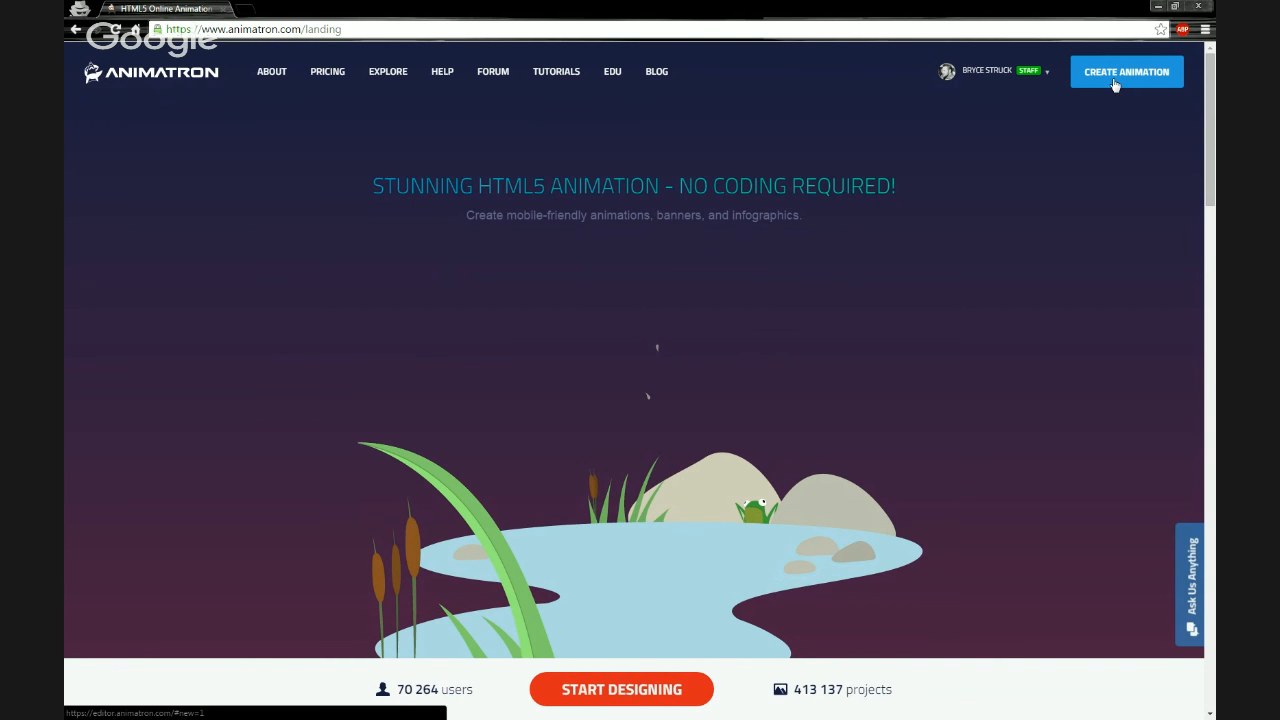 HTML5 Online Animation
https://www.animatron.com/landing
Google
ABP
ANIMATRON
ABOUT
PRICING
EXPLORE
HELP
FORUM
TUTORIALS
EDU
BLOG
BRYCE STRUCK STAFF
CREATE ANIMATION
STUNNING HTML5 ANIMATION - NO CODING REQUIRED!
Create mobile-friendly animations, banners, and infographics.
Ask Us Anything
70 264 users
START DESIGNING
413 137 projects
https://editor.animatron.com/#new=1